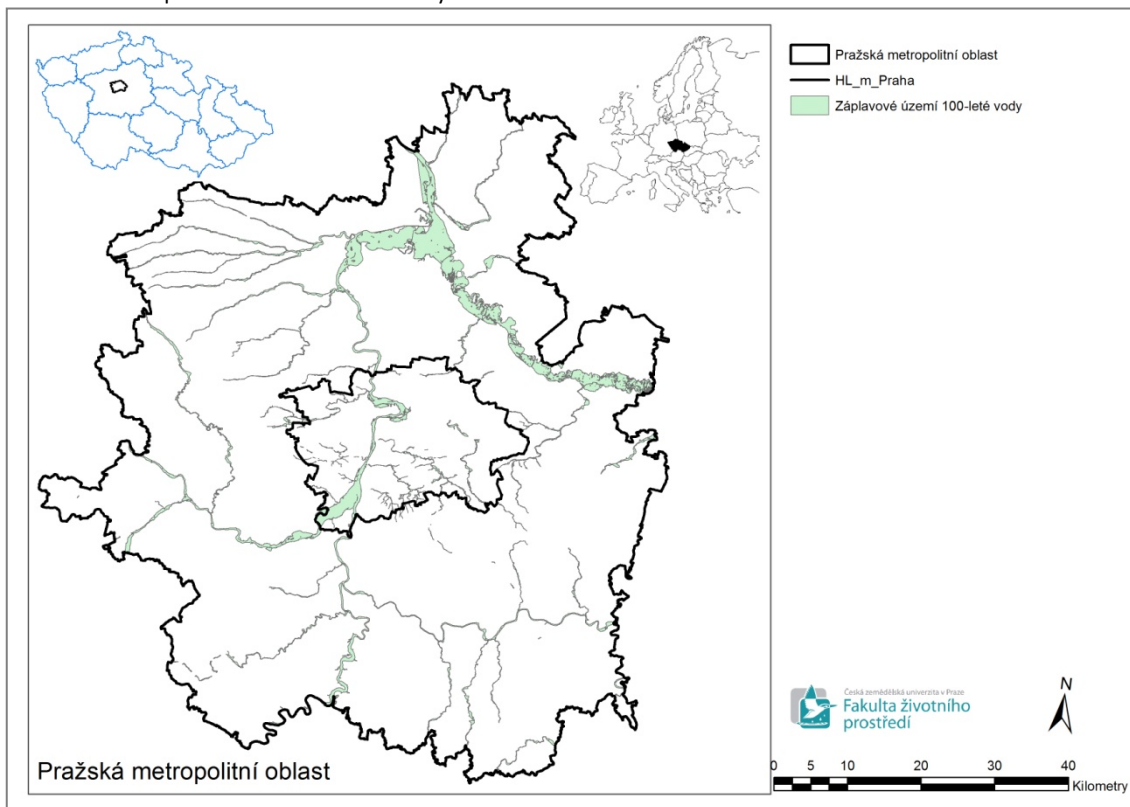 Pražská metropolitní oblast
HL_m_Praha
Záplavové území 100-leté vody
Česká zemědělská univerzita v Praze
Fakulta životního
prostředí
N
0 5 10 20 30 40
Kilometry
Pražská metropolitní oblast